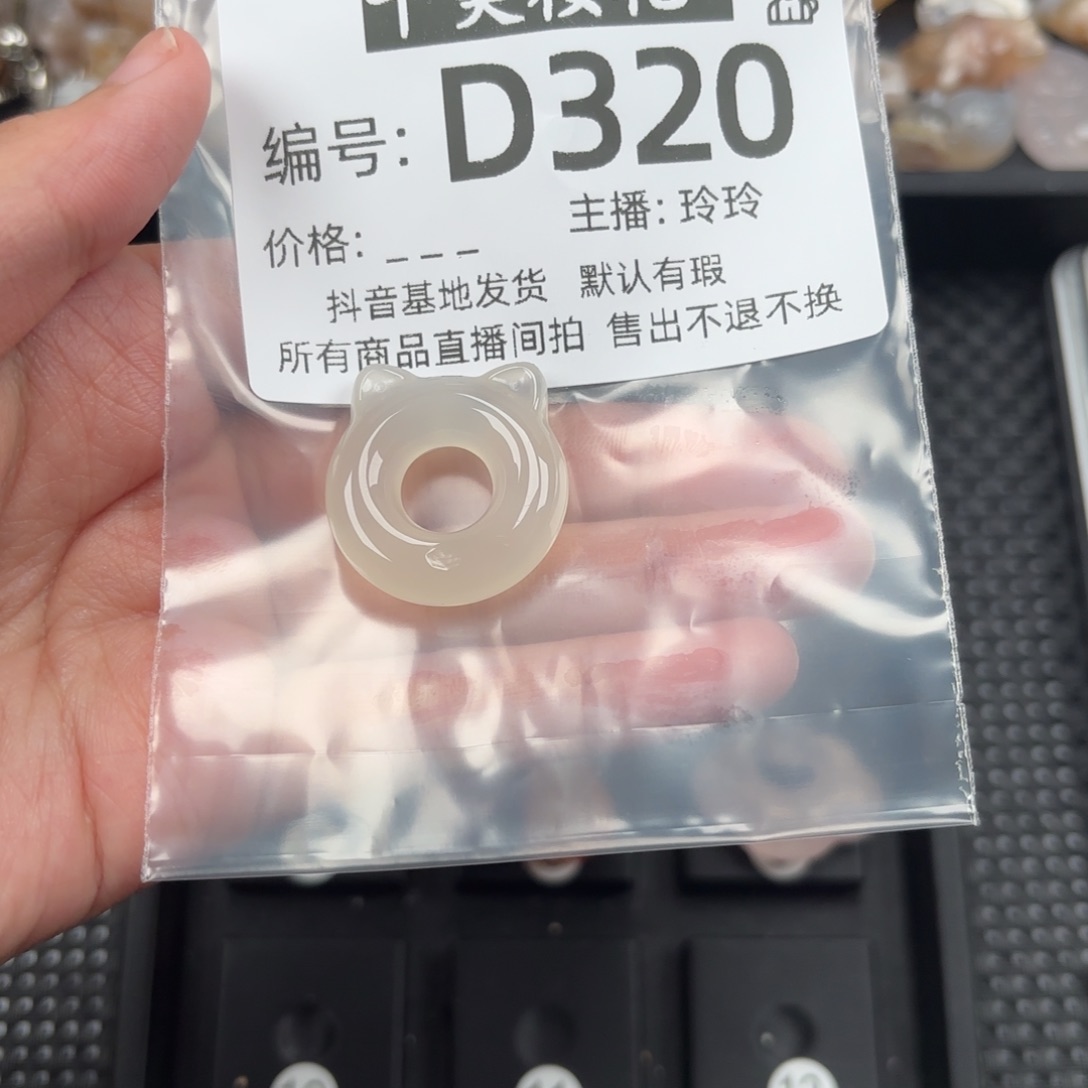 编号: D320
价格: _ _ _ 主播: 玲玲
抖音基地发货 默认有瑕
所有商品直播间拍 售出不退不换
11